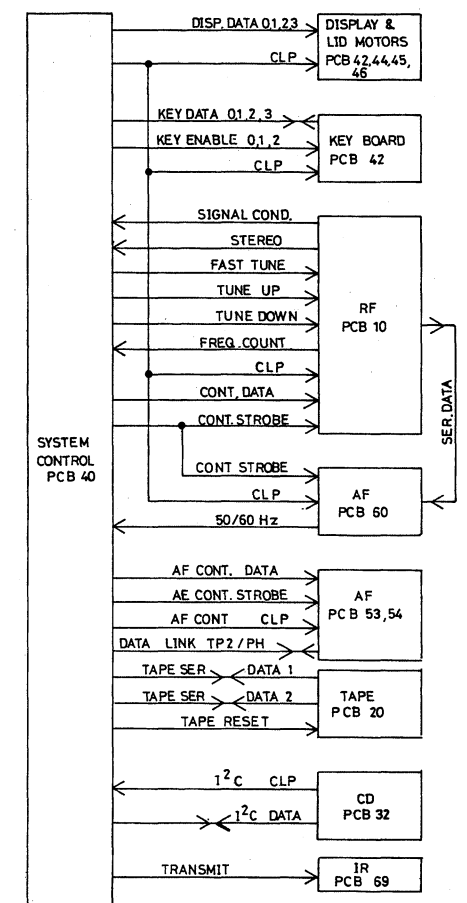 DISP. DATA 0,1,2,3
DISPLAY &
LID MOTORS
PCB 42,44,45,
46
CLP
KEY DATA 0,1,2,3
KEY ENABLE 0,1,2
KEY BOARD
PCB 42
CLP
SIGNAL COND.
STEREO
FAST TUNE
TUNE UP
TUNE DOWN
FREQ. COUNT
CLP
CONT. DATA
CONT. STROBE
RF
PCB 10
SER. DATA
SYSTEM
CONTROL
PCB 40
CONT STROBE
CLP
50/60 Hz
AF
PCB 60
AF CONT. DATA
AE CONT. STROBE
AF CONT CLP
DATA LINK TP2/PH
AF
PCB 53,54
TAPE SER DATA 1
TAPE SER DATA 2
TAPE RESET
TAPE
PCB 20
I²C CLP
I²C DATA
CD
PCB 32
TRANSMIT
IR
PCB 69